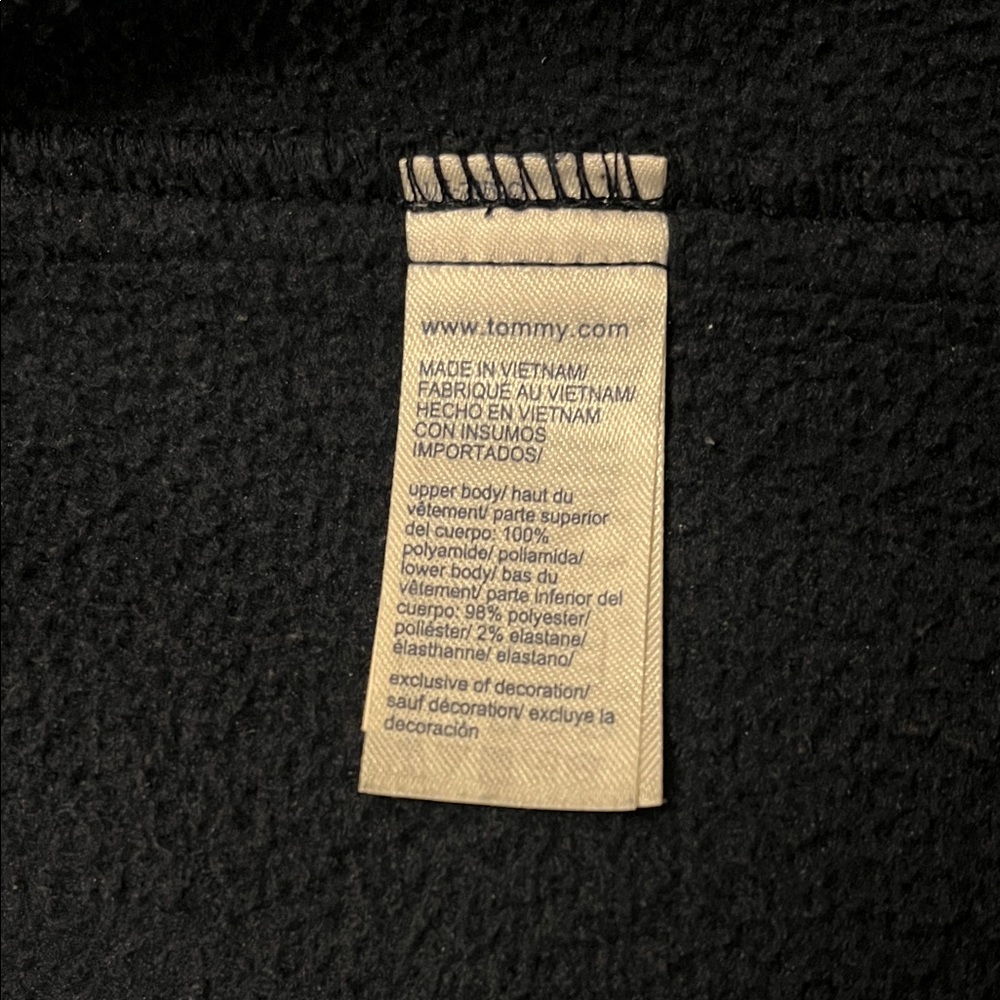 www.tommy.com
MADE IN VIETNAM/
FABRIQUÉ AU VIETNAM/
HECHO EN VIETNAM
CON INSUMOS
IMPORTADOS/
upper body/ haut du
vêtement/ parte superior
del cuerpo: 100%
polyamide/ poliamida/
lower body/ bas du
vêtement/ parte inferior del
cuerpo: 98% polyester/
poliéster/ 2% elastane/
élasthanne/ elastano/
exclusive of decoration/
sauf décoration/ excluye la
decoración